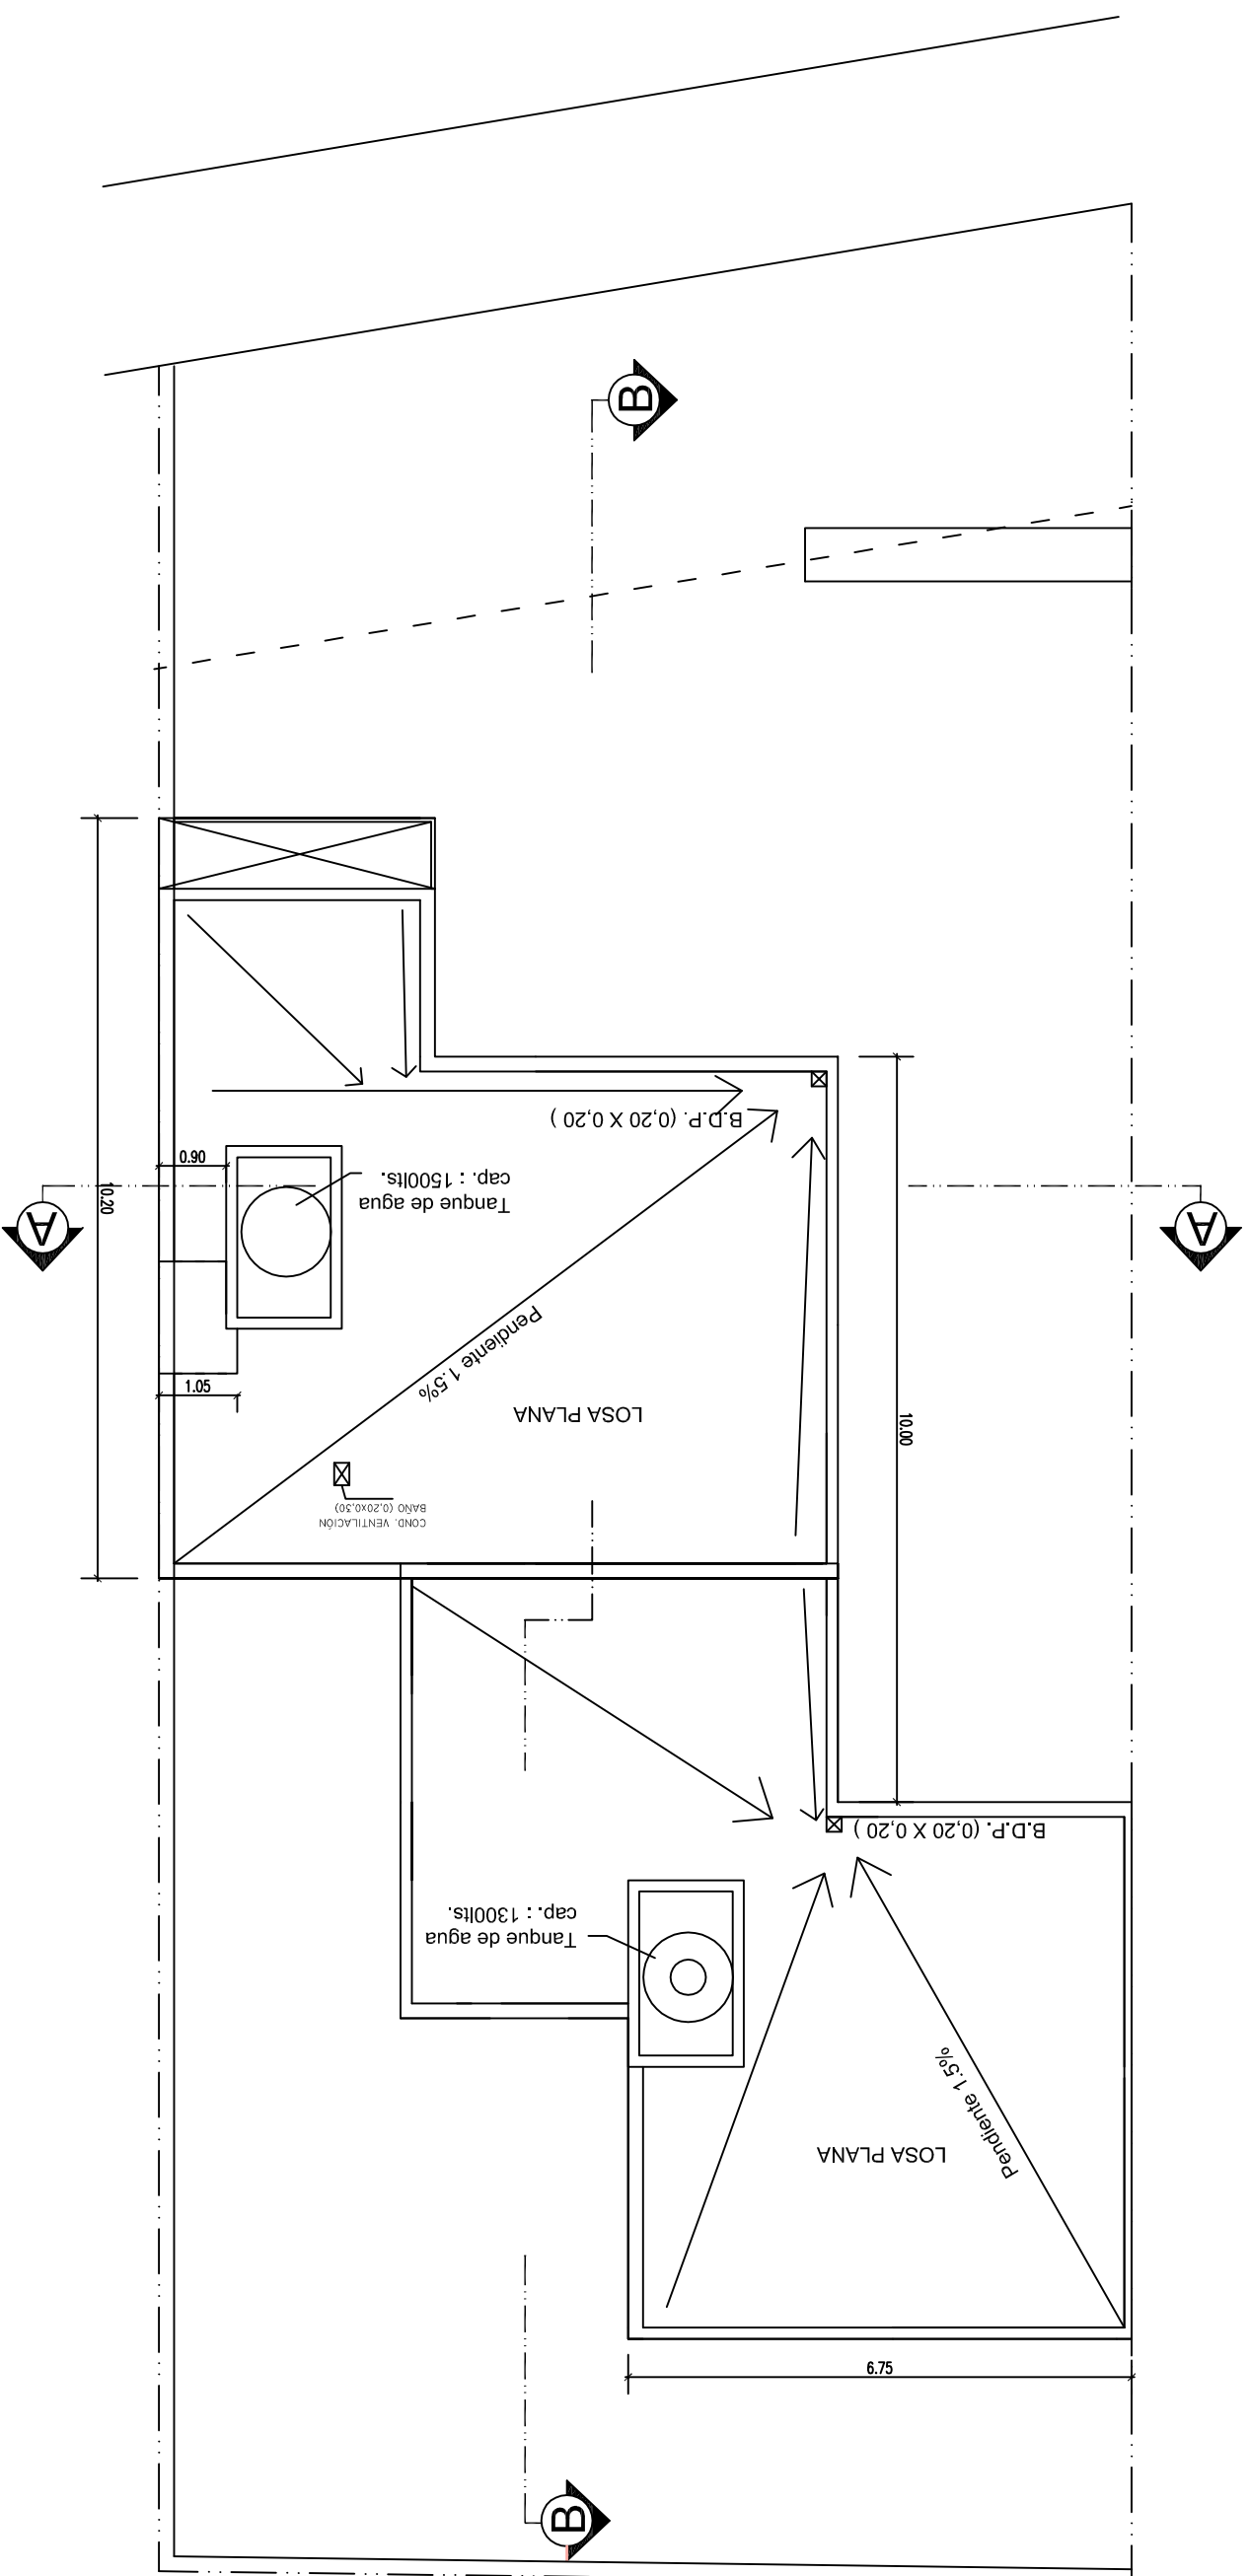 B
B.D.P. (0,20 X 0,20 )
0.90
Tanque de agua
cap. : 1500lts.
10.20
A
A
Pendiente 1.5%
1.05
LOSA PLANA
10.00
COND. VENTILACIÓN
BAÑO (0,20x0,30)
B.D.P. (0,20 X 0,20 )
Tanque de agua
cap. : 1300lts.
Pendiente 1.5%
LOSA PLANA
6.75
B